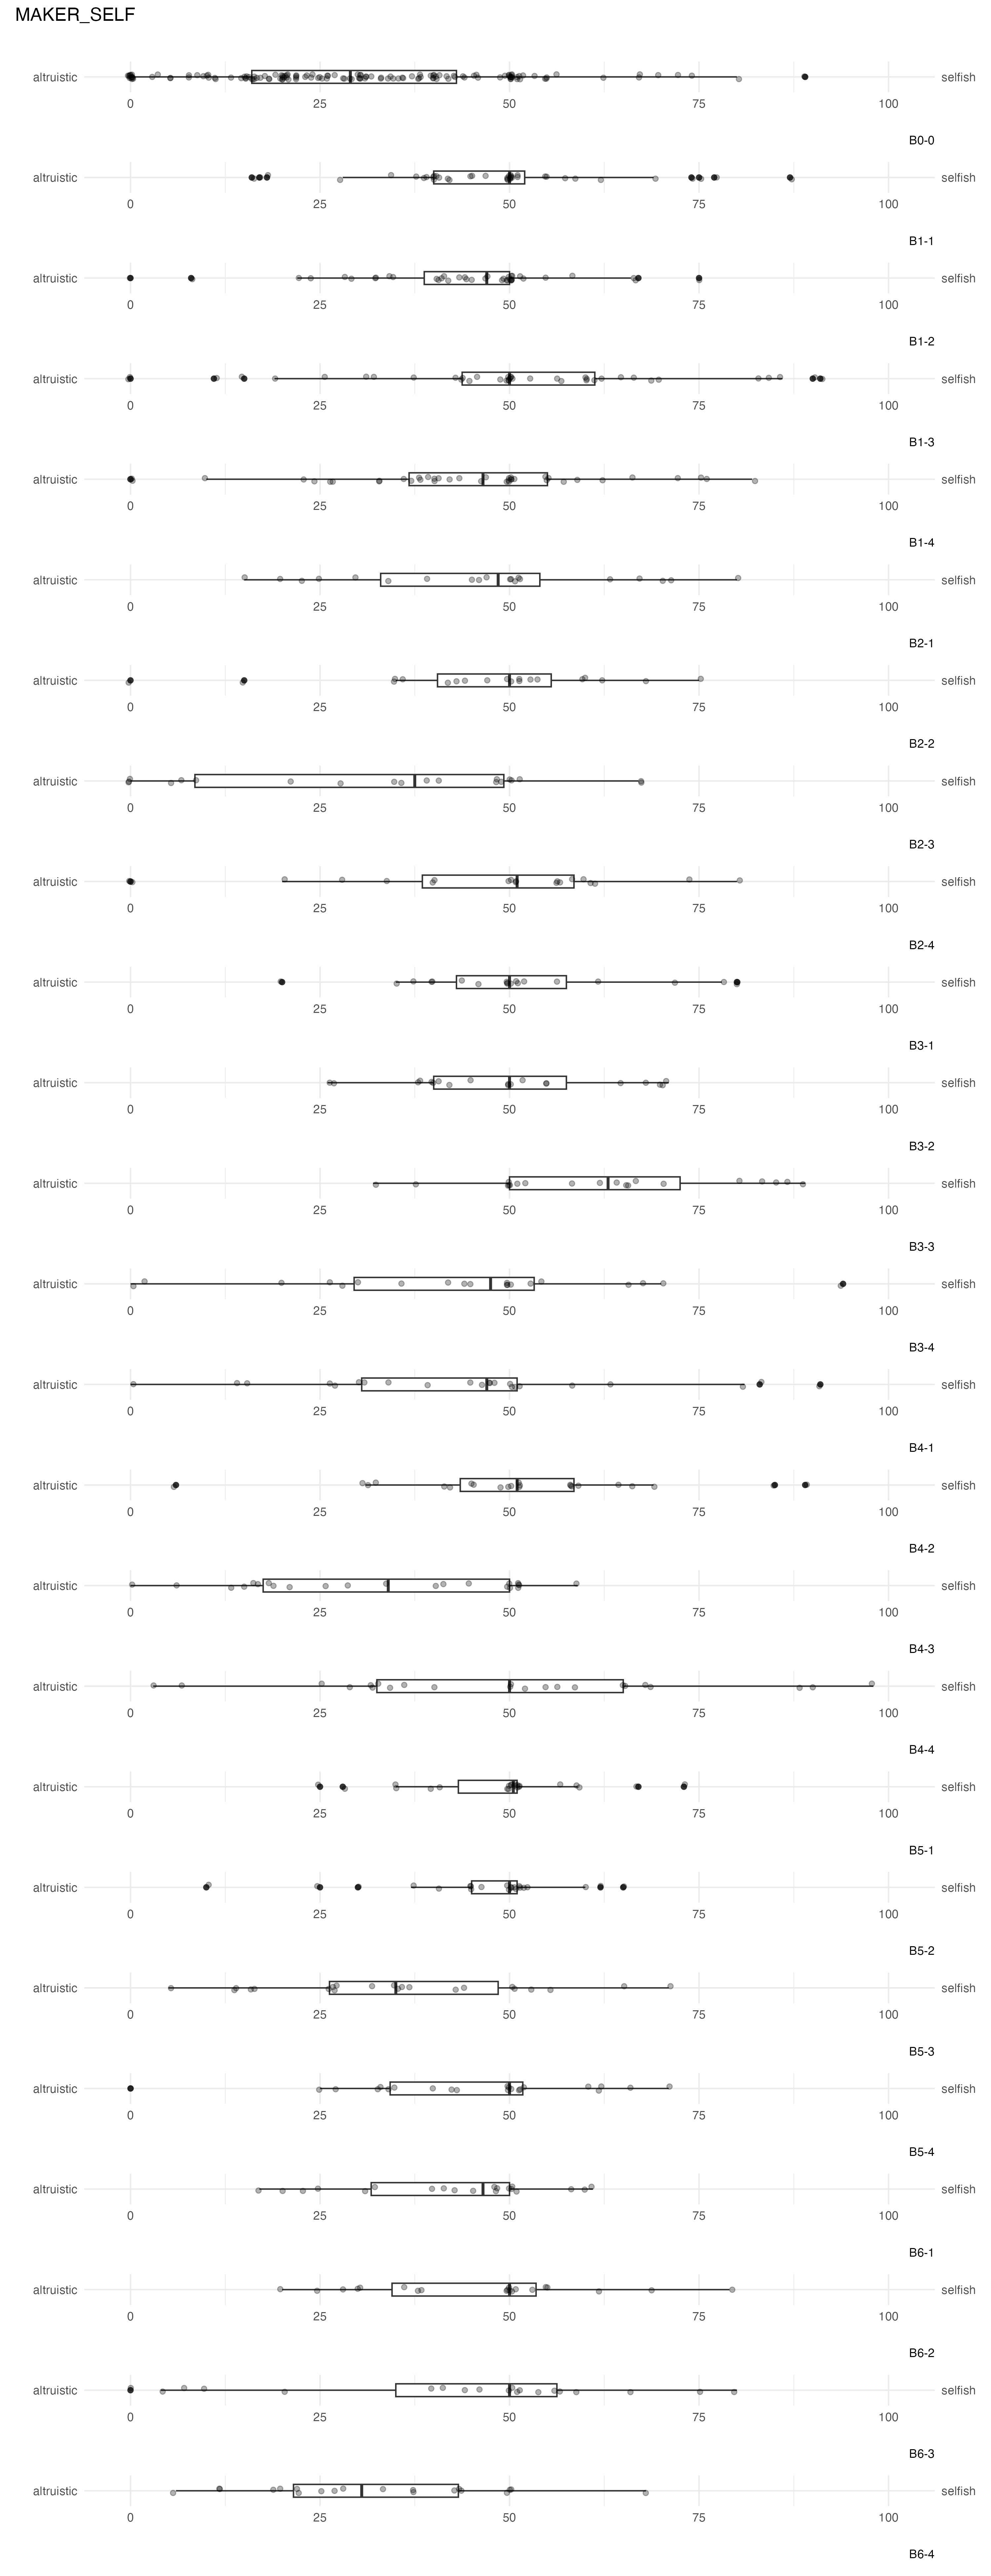 MAKER_SELF
altruistic selfish
0 25 50 75 100
B0-0
altruistic selfish
0 25 50 75 100
B1-1
altruistic selfish
0 25 50 75 100
B1-2
altruistic selfish
0 25 50 75 100
B1-3
altruistic selfish
0 25 50 75 100
B1-4
altruistic selfish
0 25 50 75 100
B2-1
altruistic selfish
0 25 50 75 100
B2-2
altruistic selfish
0 25 50 75 100
B2-3
altruistic selfish
0 25 50 75 100
B2-4
altruistic selfish
0 25 50 75 100
B3-1
altruistic selfish
0 25 50 75 100
B3-2
altruistic selfish
0 25 50 75 100
B3-3
altruistic selfish
0 25 50 75 100
B3-4
altruistic selfish
0 25 50 75 100
B4-1
altruistic selfish
0 25 50 75 100
B4-2
altruistic selfish
0 25 50 75 100
B4-3
altruistic selfish
0 25 50 75 100
B4-4
altruistic selfish
0 25 50 75 100
B5-1
altruistic selfish
0 25 50 75 100
B5-2
altruistic selfish
0 25 50 75 100
B5-3
altruistic selfish
0 25 50 75 100
B5-4
altruistic selfish
0 25 50 75 100
B6-1
altruistic selfish
0 25 50 75 100
B6-2
altruistic selfish
0 25 50 75 100
B6-3
altruistic selfish
0 25 50 75 100
B6-4